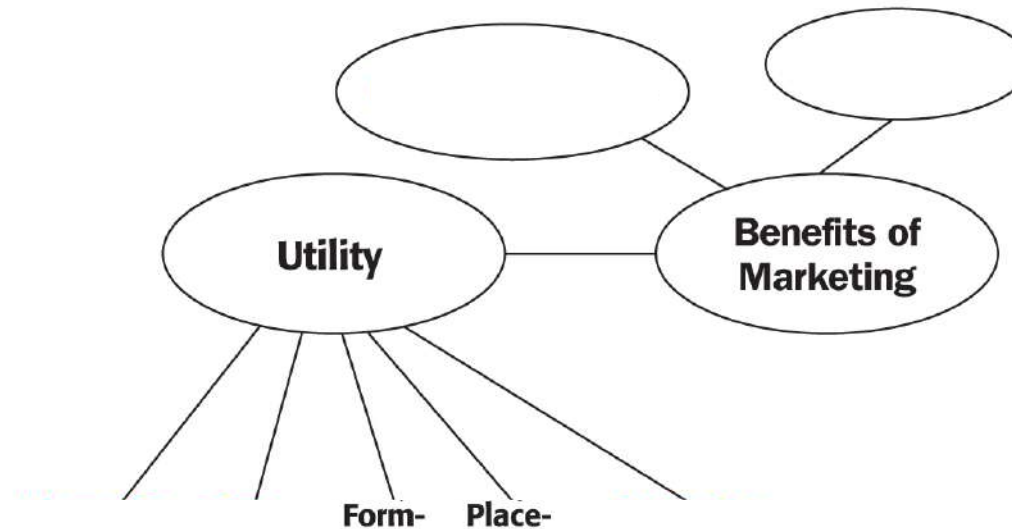 Utility
Benefits of
Marketing
Form-
Place-